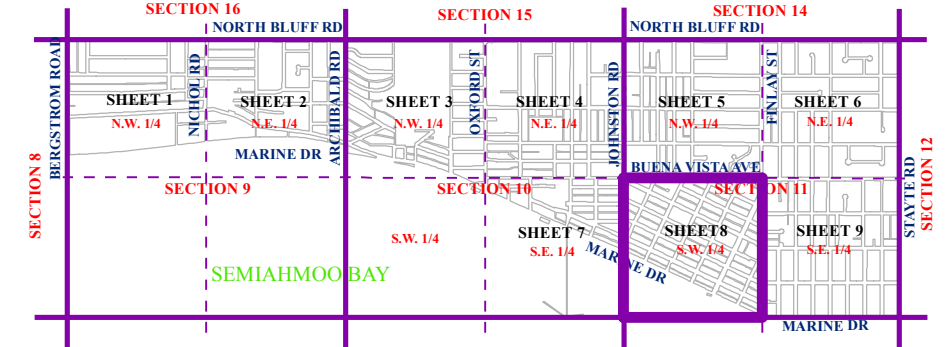 SECTION 16
SECTION 15
SECTION 14
NORTH BLUFF RD
NORTH BLUFF RD
BERGSTROM ROAD
NICHOL RD
ARCHIBALD RD
OXFORD ST
JOHNSTON RD
FINLAY ST
SHEET 1
N.W. 1/4
SHEET 2
N.E. 1/4
SHEET 3
N.W. 1/4
SHEET 4
N.E. 1/4
SHEET 5
N.W. 1/4
SHEET 6
N.E. 1/4
MARINE DR
BUENA VISTA AVE
SECTION 8
SECTION 9
SECTION 10
SECTION 11
SECTION 12
STAYTE RD
S.W. 1/4
SHEET 7
S.E. 1/4
SHEET8
S.W. 1/4
SHEET 9
S.E. 1/4
MARINE DR
SEMIAHMOO BAY
MARINE DR